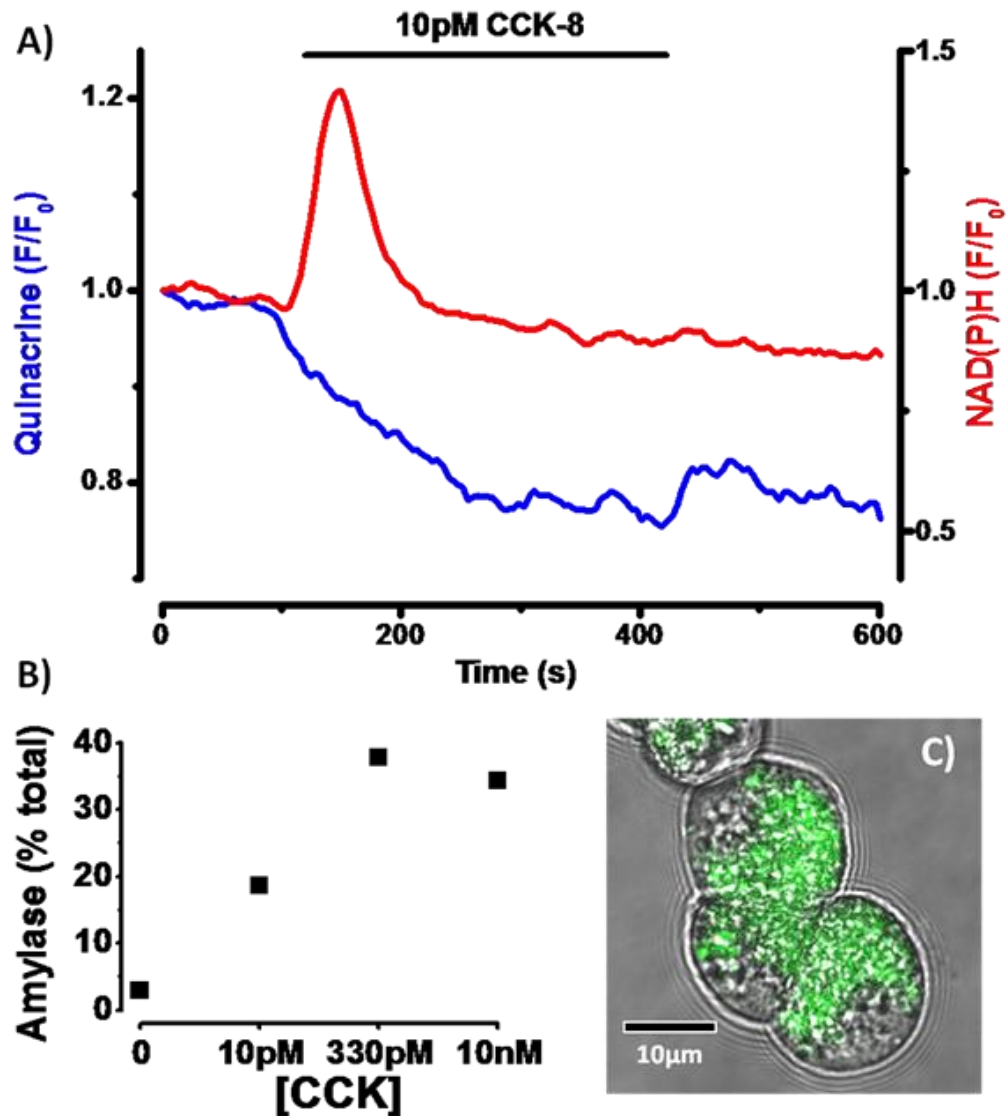 A)
10pM CCK-8
1.2
1.0
0.8
Quinacrine (F/F0)
1.5
1.0
0.5
NAD(P)H (F/F0)
0
200
400
600
Time (s)
B)
40
30
20
10
0
Amylase (% total)
0
10pM
330pM
10nM
[CCK]
C)
10µm